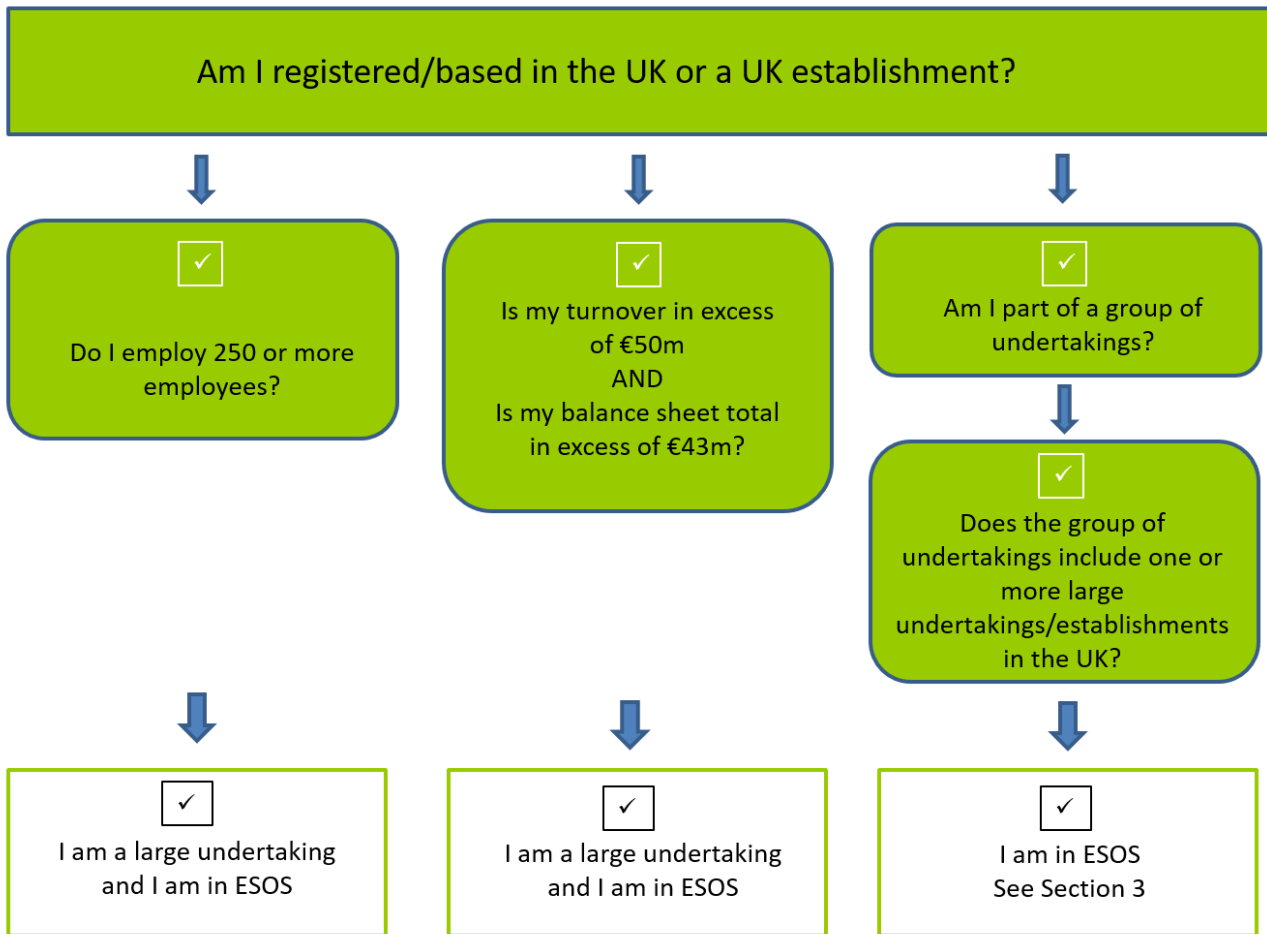 Am I registered/based in the UK or a UK establishment?
Do I employ 250 or more
employees?
Is my turnover in excess
of €50m
AND
Is my balance sheet total
in excess of €43m?
Am I part of a group of
undertakings?
Does the group of
undertakings include one or
more large
undertakings/establishments
in the UK?
I am a large undertaking
and I am in ESOS
I am a large undertaking
and I am in ESOS
I am in ESOS
See Section 3